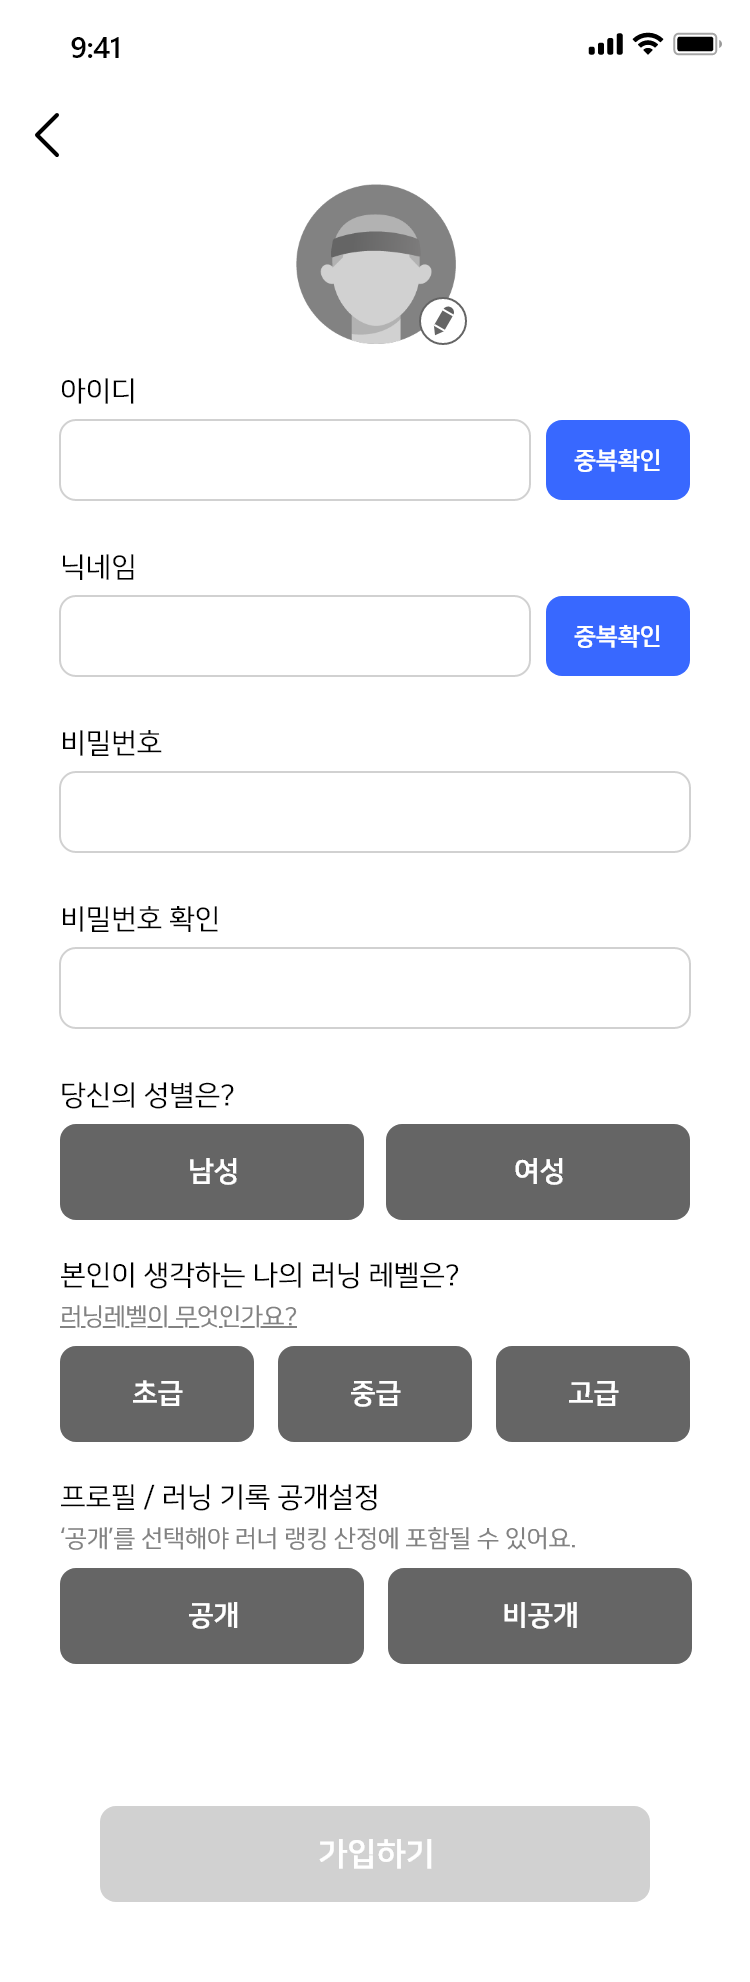 9:41
아이디
중복확인
닉네임
중복확인
비밀번호
비밀번호 확인
당신의 성별은?
남성 여성
본인이 생각하는 나의 러닝 레벨은?
러닝레벨이 무엇인가요?
초급 중급 고급
프로필 / 러닝 기록 공개설정
‘공개’를 선택해야 러너 랭킹 산정에 포함될 수 있어요.
공개 비공개
가입하기